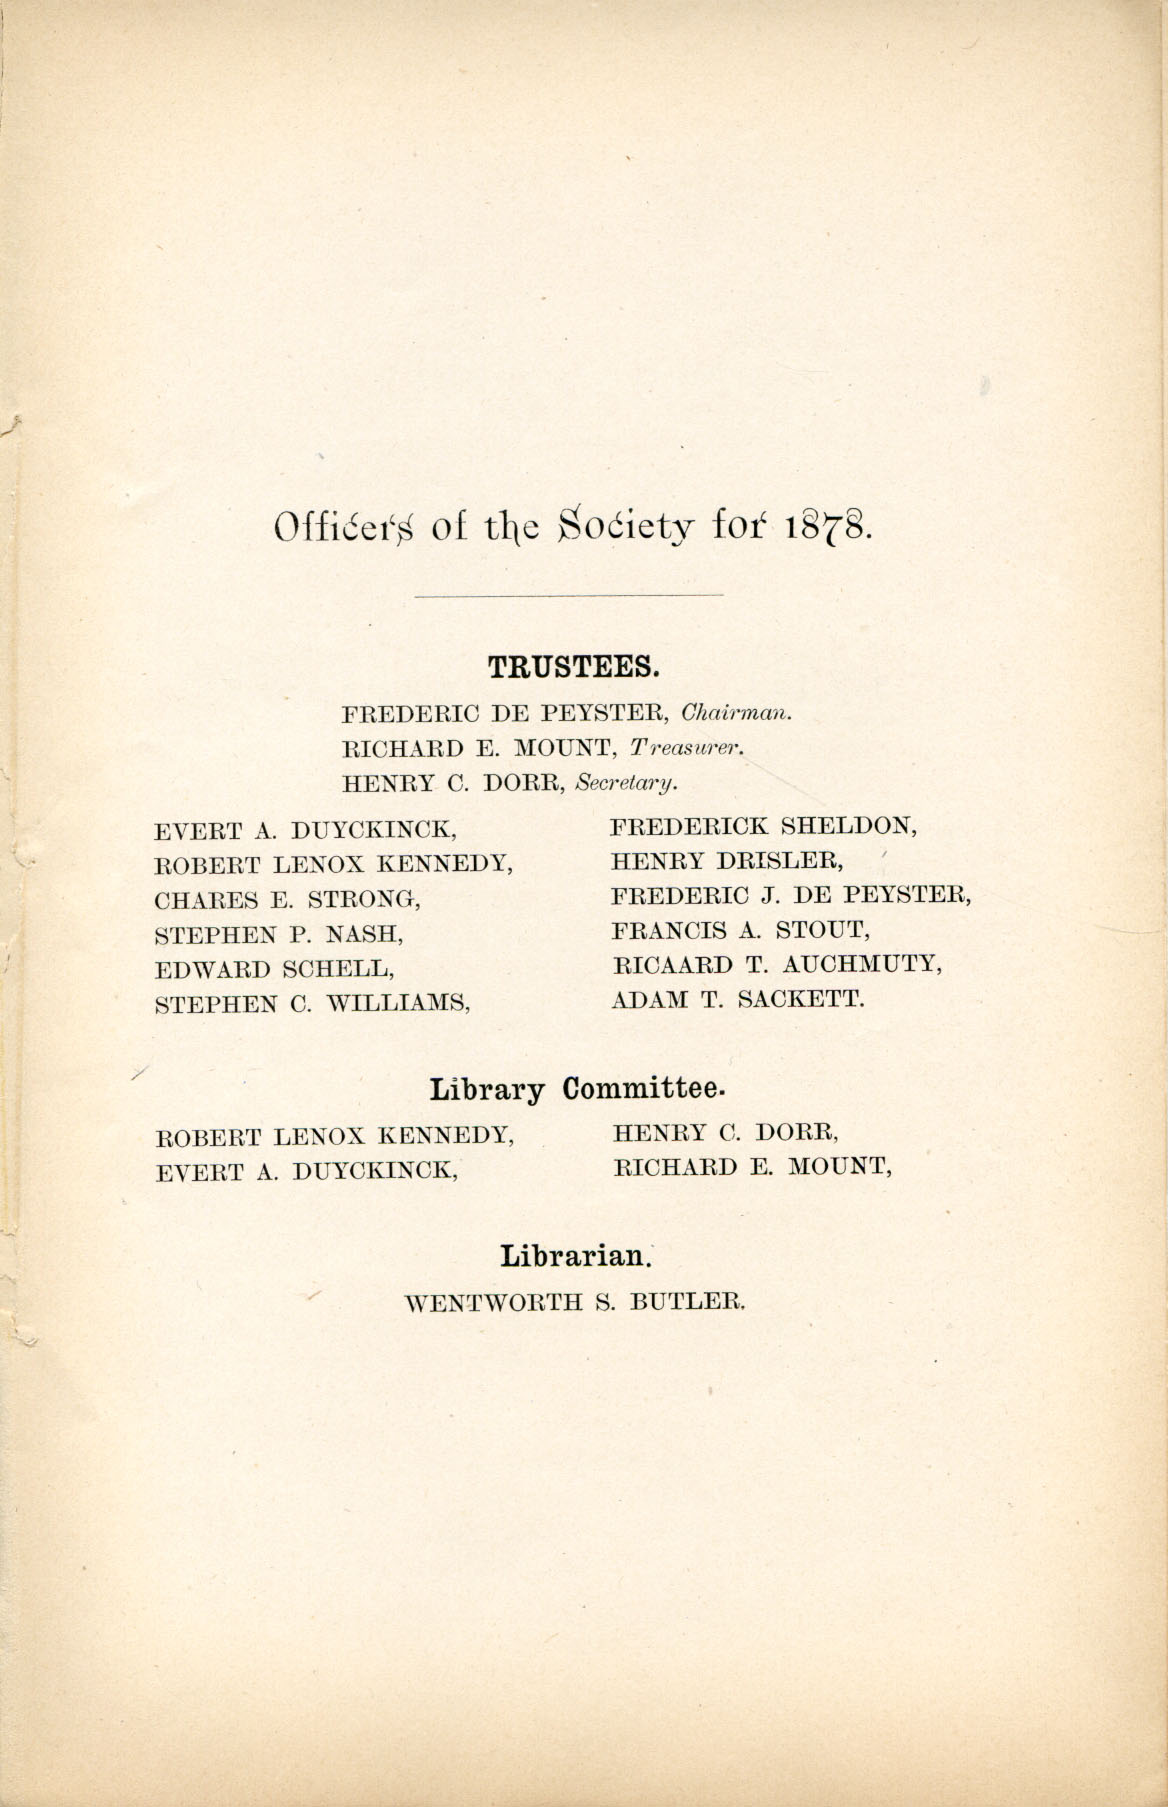 Officers of the Society for 1878.
TRUSTEES.
FREDERIC DE PEYSTER, Chairman.
RICHARD E. MOUNT, Treasurer.
HENRY C. DORR, Secretary.
EVERT A. DUYCKINCK,
ROBERT LENOX KENNEDY,
CHARES E. STRONG,
STEPHEN P. NASH,
EDWARD SCHELL,
STEPHEN C. WILLIAMS,
FREDERICK SHELDON,
HENRY DRISLER,
FREDERIC J. DE PEYSTER,
FRANCIS A. STOUT,
RICAARD T. AUCHMUTY,
ADAM T. SACKETT.
Library Committee.
ROBERT LENOX KENNEDY,
EVERT A. DUYCKINCK,
HENRY C. DORR,
RICHARD E. MOUNT,
Librarian.
WENTWORTH S. BUTLER.